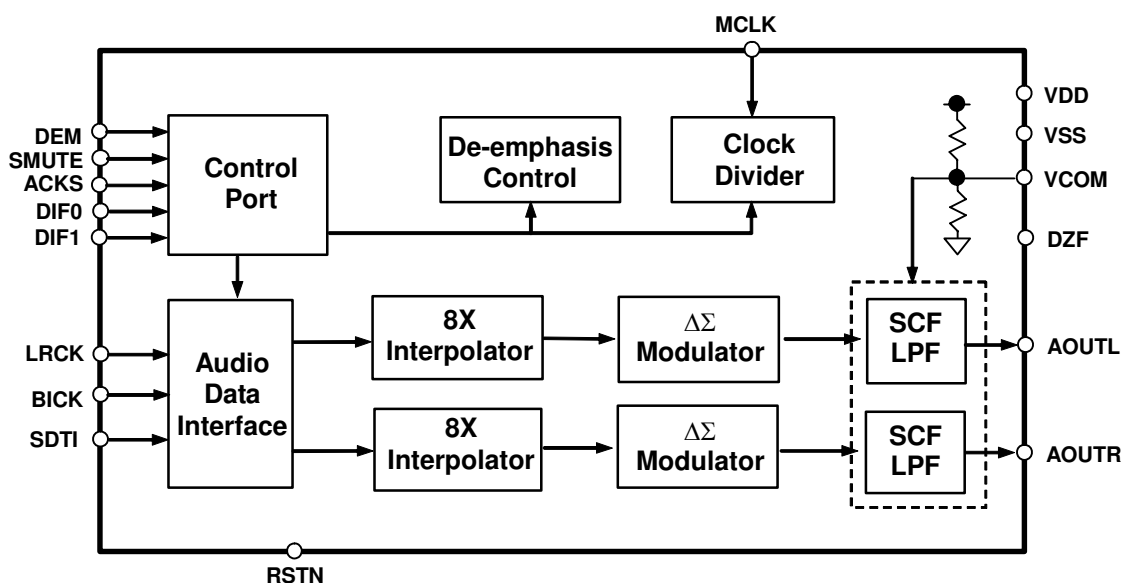 MCLK
DEM
SMUTE
ACKS
DIF0
DIF1
Control
Port
De-emphasis
Control
Clock
Divider
VDD
VSS
VCOM
DZF
LRCK
BICK
SDTI
Audio
Data
Interface
8X
Interpolator
ΔΣ
Modulator
SCF
LPF
AOUTL
8X
Interpolator
ΔΣ
Modulator
SCF
LPF
AOUTR
RSTN